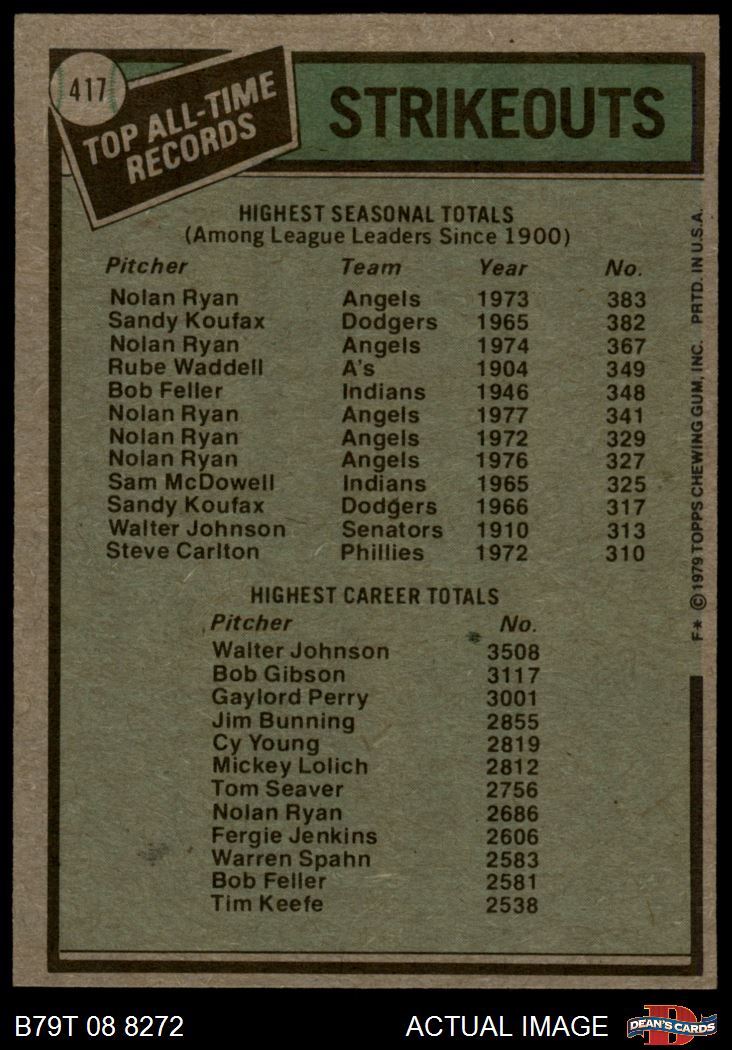 417
TOP ALL-TIME
RECORDS
STRIKEOUTS
HIGHEST SEASONAL TOTALS
(Among League Leaders Since 1900)
Pitcher Team Year No.
Nolan Ryan Angels 1973 383
Sandy Koufax Dodgers 1965 382
Nolan Ryan Angels 1974 367
Rube Waddell A's 1904 349
Bob Feller Indians 1946 348
Nolan Ryan Angels 1977 341
Nolan Ryan Angels 1972 329
Nolan Ryan Angels 1976 327
Sam McDowell Indians 1965 325
Sandy Koufax Dodgers 1966 317
Walter Johnson Senators 1910 313
Steve Carlton Phillies 1972 310
HIGHEST CAREER TOTALS
Pitcher No.
Walter Johnson 3508
Bob Gibson 3117
Gaylord Perry 3001
Jim Bunning 2855
Cy Young 2819
Mickey Lolich 2812
Tom Seaver 2756
Nolan Ryan 2686
Fergie Jenkins 2606
Warren Spahn 2583
Bob Feller 2581
Tim Keefe 2538
F* © 1979 TOPPS CHEWING GUM, INC. PRTD. IN U.S.A.
B79T 08 8272 ACTUAL IMAGE
D
DEAN'S CARDS